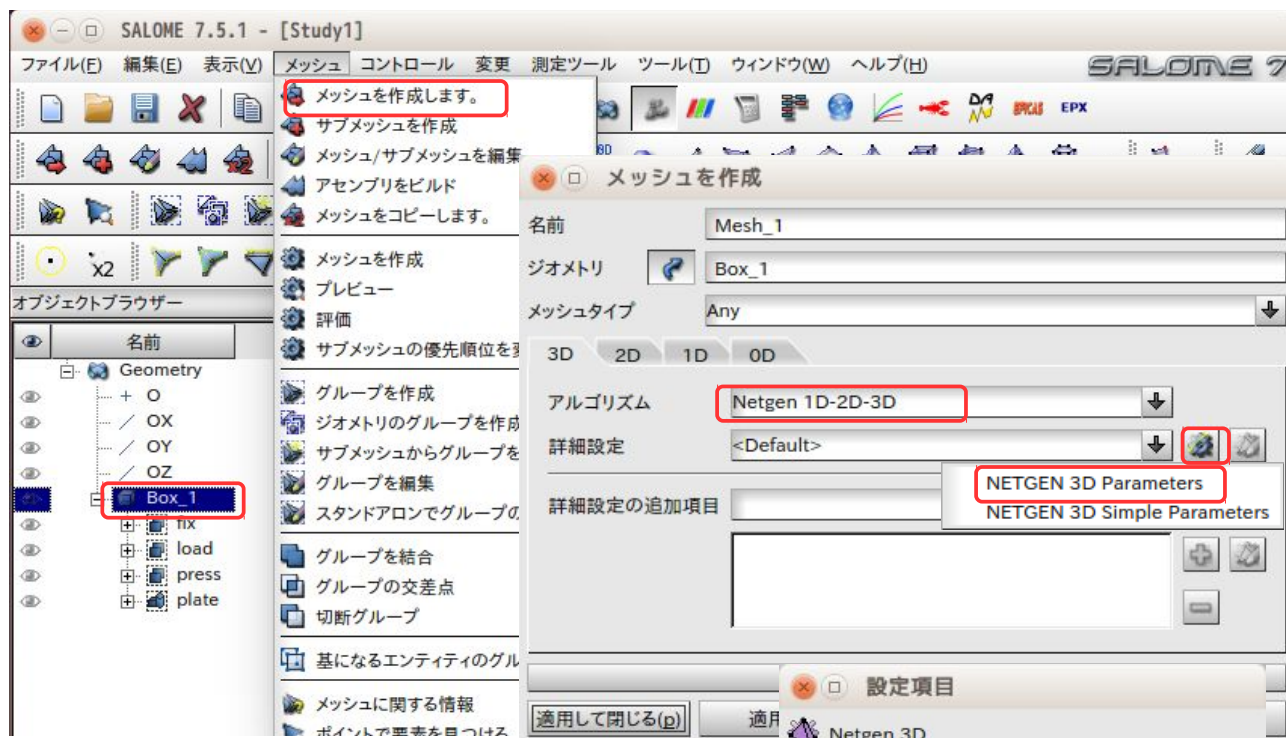 SALOME 7.5.1 - [Study1]
ファイル(F) 編集(E) 表示(V) メッシュ コントロール 変更 測定ツール ツール(T) ウィンドウ(W) ヘルプ(H)
SALOME 7
メッシュを作成します。
サブメッシュを作成
メッシュ/サブメッシュを編集
アセンブリをビルド
メッシュをコピーします。
メッシュを作成
プレビュー
評価
サブメッシュの優先順位を
グループを作成
ジオメトリのグループを作成
サブメッシュからグループを
グループを編集
スタンドアロンでグループの
グループを結合
グループの交差点
切断グループ
基になるエンティティのグル
メッシュに関する情報
ポイントで要素を見つける
EPX
x2
オブジェクトブラウザー
名前
Geometry
O
OX
OY
OZ
Box_1
fix
load
press
plate
メッシュを作成
名前 Mesh_1
ジオメトリ Box_1
メッシュタイプ Any
3D 2D 1D 0D
アルゴリズム Netgen 1D-2D-3D
詳細設定 <Default>
NETGEN 3D Parameters
NETGEN 3D Simple Parameters
詳細設定の追加項目
適用して閉じる(p) 適用
設定項目
Netgen 3D